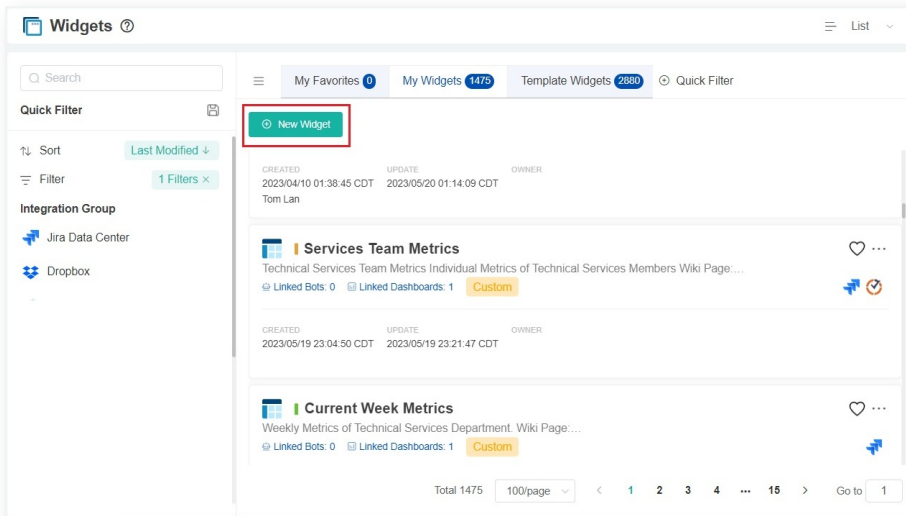 Widgets
List
Search
Quick Filter
Sort
Last Modified ↓
Filter
1 Filters ×
Integration Group
Jira Data Center
Dropbox
My Favorites 0
My Widgets 1475
Template Widgets 2880
Quick Filter
New Widget
CREATED UPDATE OWNER
2023/04/10 01:38:45 CDT 2023/05/20 01:14:09 CDT
Tom Lan
Services Team Metrics
Technical Services Team Metrics Individual Metrics of Technical Services Members Wiki Page:...
Linked Bots: 0 Linked Dashboards: 1 Custom
CREATED UPDATE OWNER
2023/05/19 23:04:50 CDT 2023/05/19 23:21:47 CDT
Current Week Metrics
Weekly Metrics of Technical Services Department. Wiki Page:...
Linked Bots: 0 Linked Dashboards: 1 Custom
Total 1475 100/page < 1 2 3 4 ... 15 > Go to 1